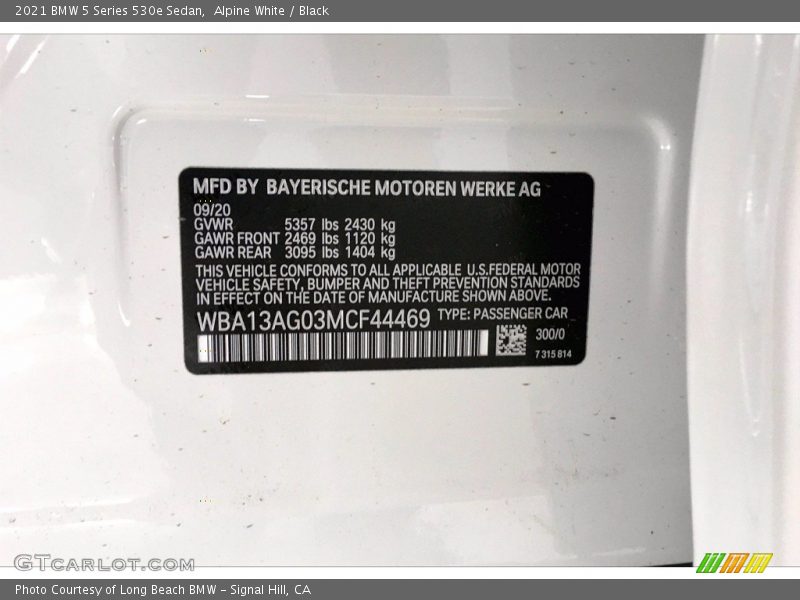 2021 BMW 5 Series 530e Sedan,  Alpine White / Black
MFD BY BAYERISCHE MOTOREN WERKE AG
09/20
GVWR 5357 lbs 2430 kg
GAWR FRONT 2469 lbs 1120 kg
GAWR REAR 3095 lbs 1404 kg
THIS VEHICLE CONFORMS TO ALL APPLICABLE U.S.FEDERAL MOTOR
VEHICLE SAFETY, BUMPER AND THEFT PREVENTION STANDARDS
IN EFFECT ON THE DATE OF MANUFACTURE SHOWN ABOVE.
WBA13AG03MCF44469 TYPE: PASSENGER CAR
300/0
7 315 814
GTCARLOT.COM
Photo Courtesy of Long Beach BMW - Signal Hill, CA